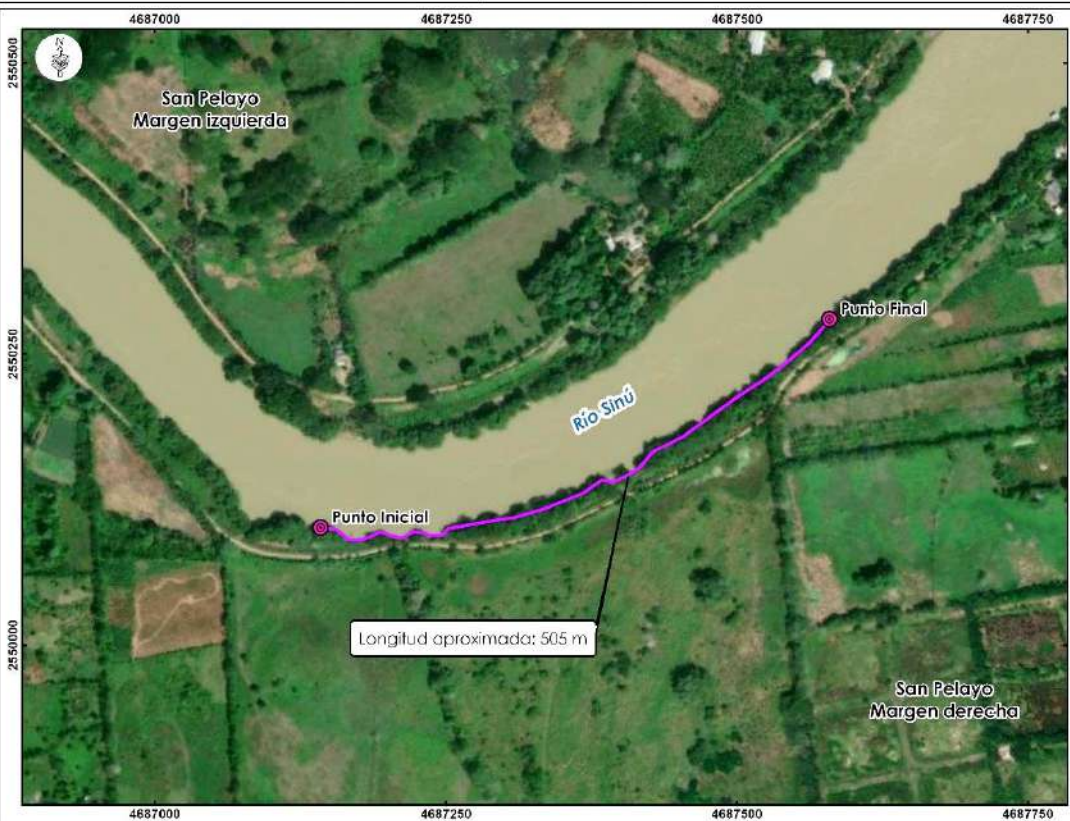 4687000 4687250 4687500 4687750
2550500
N
San Pelayo
Margen izquierda
Punto Final
2550250
Río Sinú
Punto Inicial
Longitud aproximada: 505 m
2550000
San Pelayo
Margen derecha
4687000 4687250 4687500 4687750